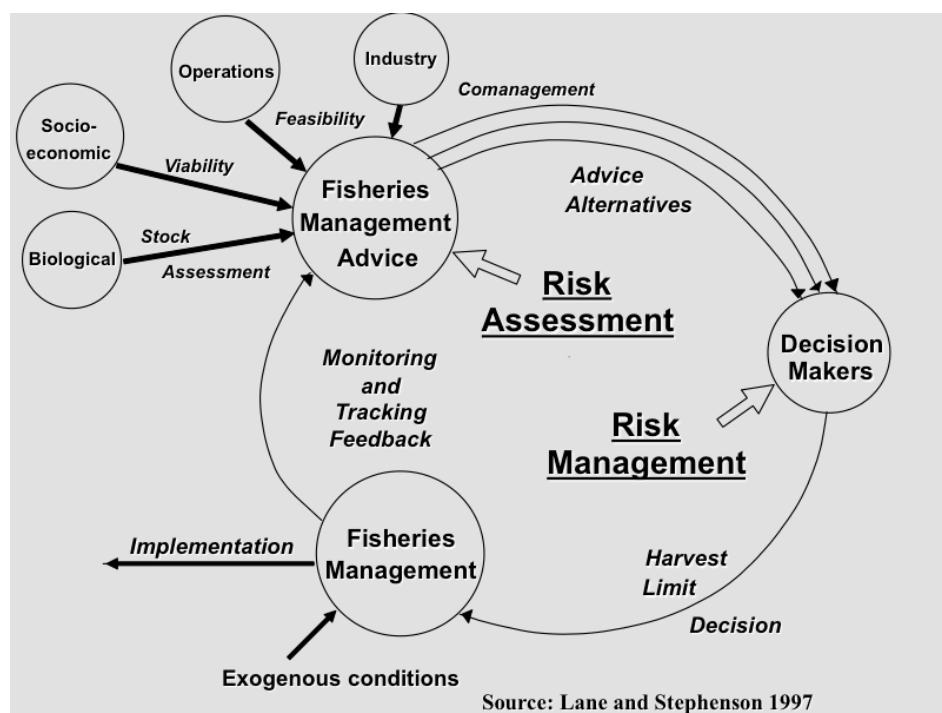 Operations
Industry
Comanagement
Feasibility
Socio-
economic
Viability
Fisheries
Management
Advice
Advice
Alternatives
Stock
Biological
Assessment
Risk
Assessment
Decision
Makers
Monitoring
and
Tracking
Feedback
Risk
Management
Fisheries
Management
Implementation
Harvest
Limit
Decision
Exogenous conditions
Source: Lane and Stephenson 1997